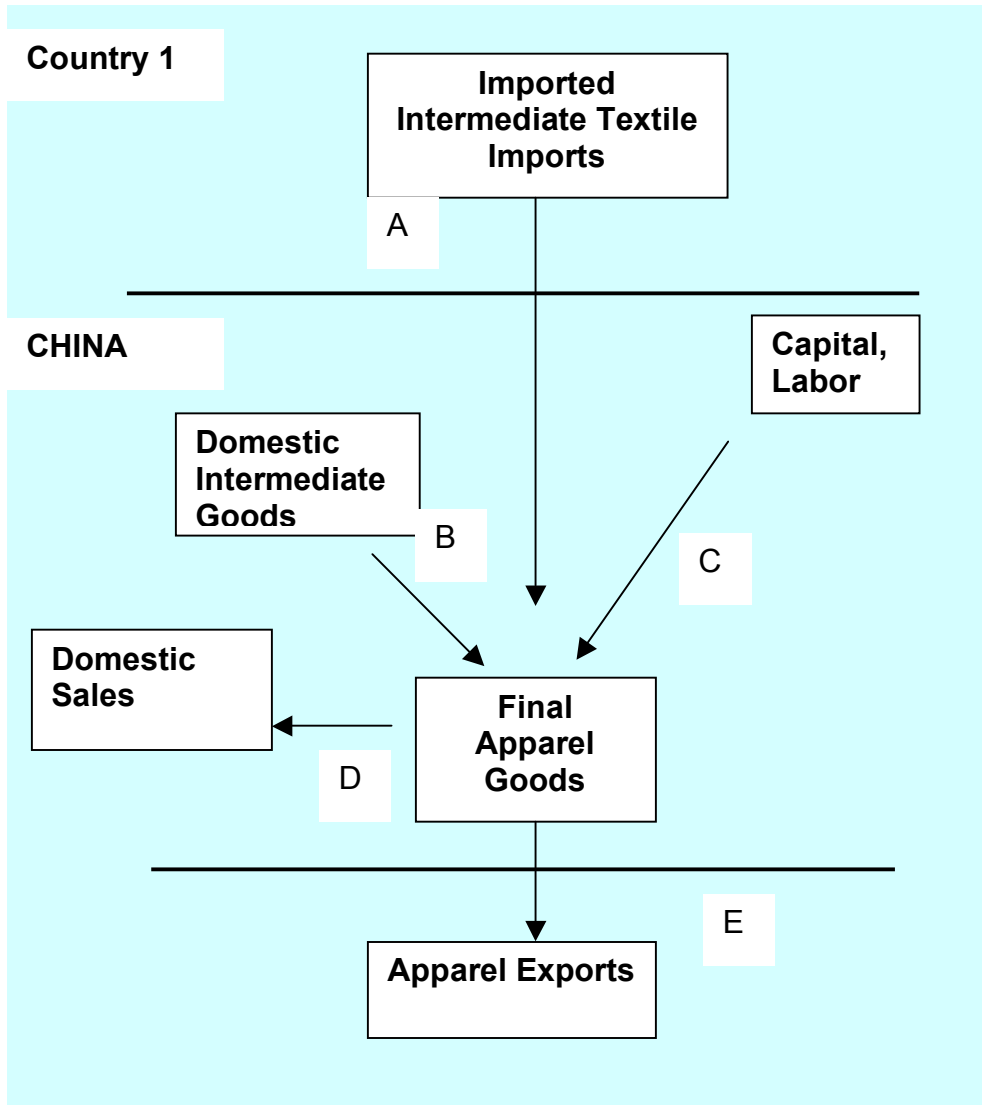 Country 1
Imported
Intermediate Textile
Imports
A
CHINA
Capital,
Labor
Domestic
Intermediate
Goods
B
C
Domestic
Sales
Final
Apparel
Goods
D
E
Apparel Exports